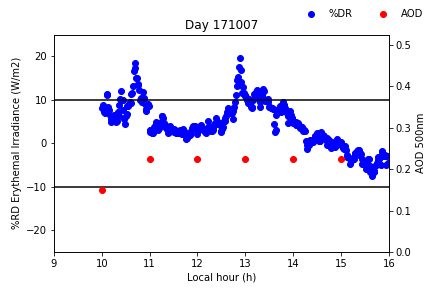 %DR AOD
Day 171007
%RD Erythermal Irradiance (W/m2)
20
10
0
−10
−20
0.5
0.4
0.3
0.2
0.1
0.0
AOD 500nm
9 10 11 12 13 14 15 16
Local hour (h)